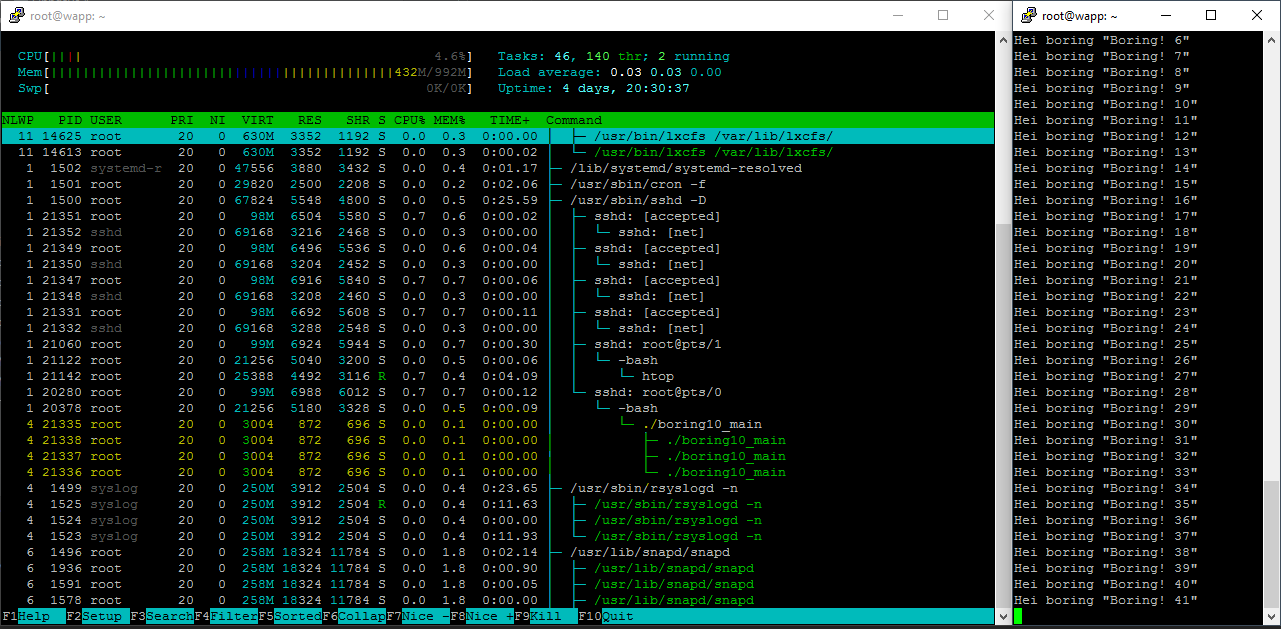 root@wapp: ~
CPU[|||| 4.6%] Tasks: 46, 140 thr; 2 running
Mem[||||||||||||||||||||||||||||||||||||||||||||432M/992M] Load average: 0.03 0.03 0.00
Swp[ 0K/0K] Uptime: 4 days, 20:30:37
NLWP PID USER PRI NI VIRT RES SHR S CPU% MEM% TIME+ Command
11 14625 root 20 0 630M 3352 1192 S 0.0 0.3 0:00.00 │ ├─ /usr/bin/lxcfs /var/lib/lxcfs/
11 14613 root 20 0 630M 3352 1192 S 0.0 0.3 0:00.02 │ └─ /usr/bin/lxcfs /var/lib/lxcfs/
1 1502 systemd-r 20 0 47556 3880 3432 S 0.0 0.4 0:01.17 ├─ /lib/systemd/systemd-resolved
1 1501 root 20 0 29820 2500 2208 S 0.0 0.2 0:02.06 ├─ /usr/sbin/cron -f
1 1500 root 20 0 67824 5548 4800 S 0.0 0.5 0:25.59 ├─ /usr/sbin/sshd -D
1 21351 root 20 0 98M 6504 5580 S 0.7 0.6 0:00.02 │ ├─ sshd: [accepted]
1 21352 sshd 20 0 69168 3216 2468 S 0.0 0.3 0:00.00 │ │ └─ sshd: [net]
1 21349 root 20 0 98M 6496 5536 S 0.0 0.6 0:00.04 │ ├─ sshd: [accepted]
1 21350 sshd 20 0 69168 3204 2452 S 0.0 0.3 0:00.00 │ │ └─ sshd: [net]
1 21347 root 20 0 98M 6916 5840 S 0.7 0.7 0:00.06 │ ├─ sshd: [accepted]
1 21348 sshd 20 0 69168 3208 2460 S 0.0 0.3 0:00.00 │ │ └─ sshd: [net]
1 21331 root 20 0 98M 6692 5608 S 0.7 0.7 0:00.11 │ ├─ sshd: [accepted]
1 21332 sshd 20 0 69168 3288 2548 S 0.0 0.3 0:00.00 │ │ └─ sshd: [net]
1 21060 root 20 0 99M 6924 5944 S 0.0 0.7 0:00.30 │ ├─ sshd: root@pts/1
1 21122 root 20 0 21256 5040 3200 S 0.0 0.5 0:00.06 │ │ └─ -bash
1 21142 root 20 0 25388 4492 3116 R 0.7 0.4 0:04.09 │ │ └─ htop
1 20280 root 20 0 99M 6988 6012 S 0.7 0.7 0:00.12 │ └─ sshd: root@pts/0
1 20378 root 20 0 21256 5180 3328 S 0.0 0.5 0:00.09 │ └─ -bash
4 21335 root 20 0 3004 872 696 S 0.0 0.1 0:00.00 │ └─ ./boring10_main
4 21338 root 20 0 3004 872 696 S 0.0 0.1 0:00.00 │ ├─ ./boring10_main
4 21337 root 20 0 3004 872 696 S 0.0 0.1 0:00.00 │ ├─ ./boring10_main
4 21336 root 20 0 3004 872 696 S 0.0 0.1 0:00.00 │ └─ ./boring10_main
4 1499 syslog 20 0 250M 3912 2504 S 0.0 0.4 0:23.65 ├─ /usr/sbin/rsyslogd -n
4 1525 syslog 20 0 250M 3912 2504 R 0.0 0.4 0:11.63 │ ├─ /usr/sbin/rsyslogd -n
4 1524 syslog 20 0 250M 3912 2504 S 0.0 0.4 0:00.00 │ ├─ /usr/sbin/rsyslogd -n
4 1523 syslog 20 0 250M 3912 2504 S 0.0 0.4 0:11.93 │ └─ /usr/sbin/rsyslogd -n
6 1496 root 20 0 258M 18324 11784 S 0.0 1.8 0:02.14 ├─ /usr/lib/snapd/snapd
6 1936 root 20 0 258M 18324 11784 S 0.0 1.8 0:00.90 │ ├─ /usr/lib/snapd/snapd
6 1591 root 20 0 258M 18324 11784 S 0.0 1.8 0:00.05 │ ├─ /usr/lib/snapd/snapd
6 1578 root 20 0 258M 18324 11784 S 0.0 1.8 0:00.00 │ ├─ /usr/lib/snapd/snapd
F1Help F2Setup F3SearchF4FilterF5SortedF6CollapF7Nice -F8Nice +F9Kill F10Quit
root@wapp: ~
Hei boring "Boring! 6"
Hei boring "Boring! 7"
Hei boring "Boring! 8"
Hei boring "Boring! 9"
Hei boring "Boring! 10"
Hei boring "Boring! 11"
Hei boring "Boring! 12"
Hei boring "Boring! 13"
Hei boring "Boring! 14"
Hei boring "Boring! 15"
Hei boring "Boring! 16"
Hei boring "Boring! 17"
Hei boring "Boring! 18"
Hei boring "Boring! 19"
Hei boring "Boring! 20"
Hei boring "Boring! 21"
Hei boring "Boring! 22"
Hei boring "Boring! 23"
Hei boring "Boring! 24"
Hei boring "Boring! 25"
Hei boring "Boring! 26"
Hei boring "Boring! 27"
Hei boring "Boring! 28"
Hei boring "Boring! 29"
Hei boring "Boring! 30"
Hei boring "Boring! 31"
Hei boring "Boring! 32"
Hei boring "Boring! 33"
Hei boring "Boring! 34"
Hei boring "Boring! 35"
Hei boring "Boring! 36"
Hei boring "Boring! 37"
Hei boring "Boring! 38"
Hei boring "Boring! 39"
Hei boring "Boring! 40"
Hei boring "Boring! 41"